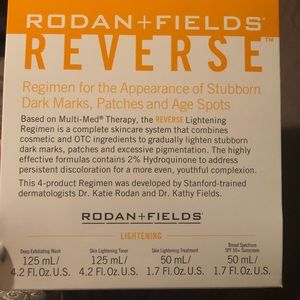 RODAN+FIELDS®
REVERSE™
Regimen for the Appearance of Stubborn
Dark Marks, Patches and Age Spots
Based on Multi-Med® Therapy, the REVERSE Lightening
Regimen is a complete skincare system that combines
cosmetic and OTC ingredients to gradually lighten stubborn
dark marks, patches and excessive pigmentation. The highly
effective formula contains 2% Hydroquinone to address
persistent discoloration for a more even, youthful complexion.
This 4-product Regimen was developed by Stanford-trained
dermatologists Dr. Katie Rodan and Dr. Kathy Fields.
RODAN+FIELDS®
LIGHTENING
Deep Exfoliating Wash Skin Lightening Toner Skin Lightening Treatment Broad Spectrum SPF 50+ Sunscreen
125 mL/ 125 mL/ 50 mL/ 50 mL/
4.2 Fl. Oz. U.S. 4.2 Fl. Oz. U.S. 1.7 Fl. Oz. U.S. 1.7 Fl. Oz. U.S.